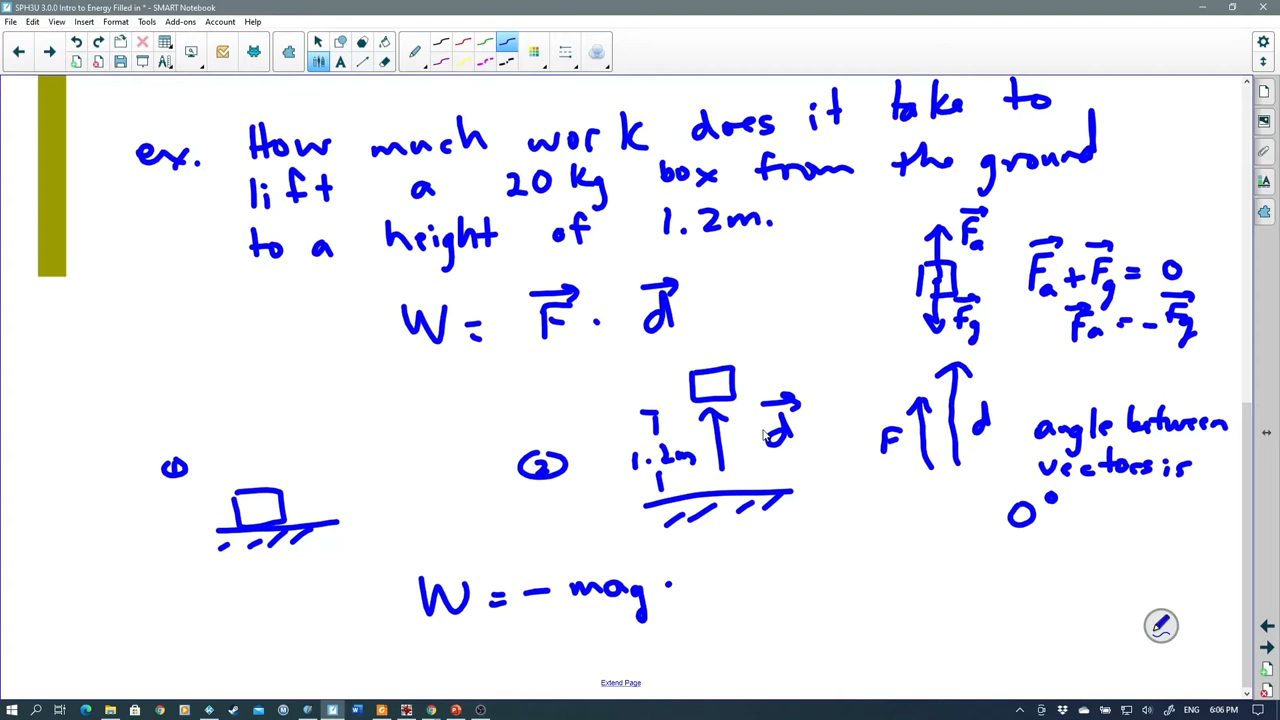 SPH3U 3.0.0 Intro to Energy Filled in * - SMART Notebook
File Edit View Insert Format Tools Add-ons Account Help
ex. How much work does it take to
lift a 20 kg box from the ground
to a height of 1.2m.
Fa
Fg
Fa + Fg = 0
Fa = - Fg
W = F · d
① ② 1.2m d
F d
angle between
vectors is
0°
W = - mag ·
Extend Page
6:06 PM